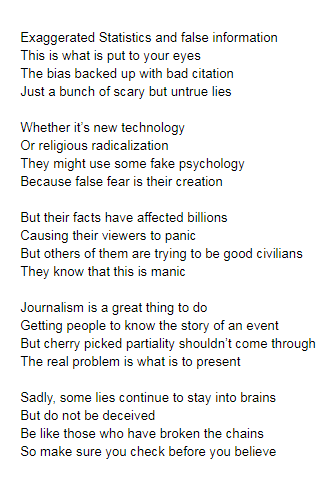 Exaggerated Statistics and false information
This is what is put to your eyes
The bias backed up with bad citation
Just a bunch of scary but untrue lies

Whether it's new technology
Or religious radicalization
They might use some fake psychology
Because false fear is their creation

But their facts have affected billions
Causing their viewers to panic
But others of them are trying to be good civilians
They know that this is manic

Journalism is a great thing to do
Getting people to know the story of an event
But cherry picked partiality shouldn't come through
The real problem is what is to present

Sadly, some lies continue to stay into brains
But do not be deceived
Be like those who have broken the chains
So make sure you check before you believe